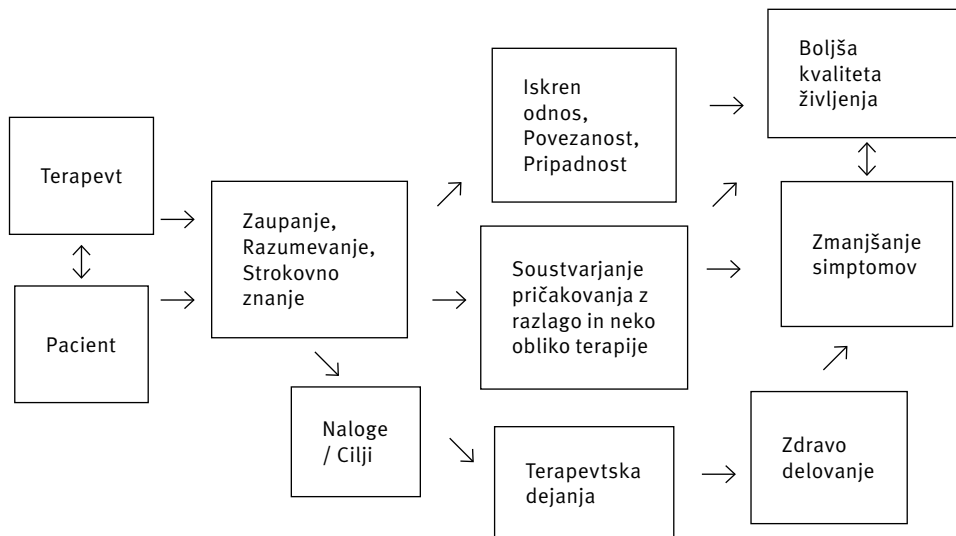 Terapevt
Pacient
Zaupanje,
Razumevanje,
Strokovno
znanje
Iskren
odnos,
Povezanost,
Pripadnost
Soustvarjanje
pričakovanja z
razlago in neko
obliko terapije
Naloge
/ Cilji
Terapevtska
dejanja
Boljša
kvaliteta
življenja
Zmanjšanje
simptomov
Zdravo
delovanje